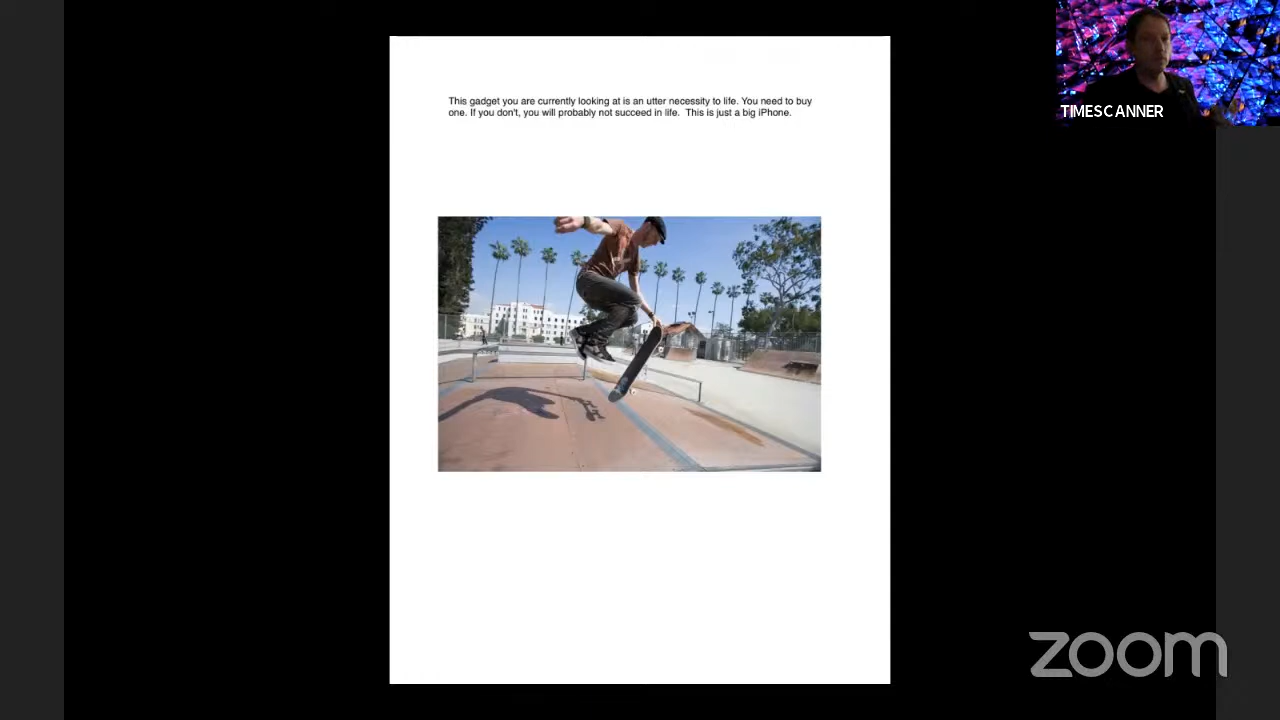 This gadget you are currently looking at is an utter necessity to life. You need to buy
one. If you don't, you will probably not succeed in life.  This is just a big iPhone.
TIMESCANNER
zoom